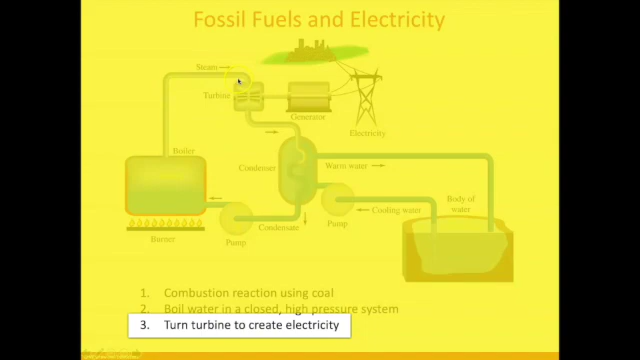 Fossil Fuels and Electricity
Steam
Turbine
Generator
Electricity
Boiler
Condenser
Warm water
Body of
water
Cooling water
Pump
Burner
Pump
Condensate
1. Combustion reaction using coal
2. Boil water in a closed, high pressure system
3. Turn turbine to create electricity